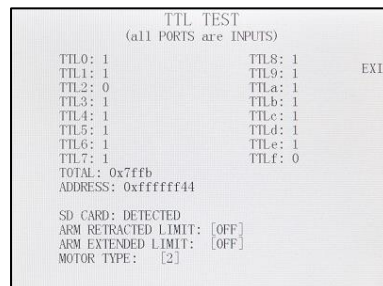 TTL TEST
(all PORTS are INPUTS)
TTL0: 1 TTL8: 1
TTL1: 1 TTL9: 1 EXI
TTL2: 0 TTLa: 1
TTL3: 1 TTLb: 1
TTL4: 1 TTLc: 1
TTL5: 1 TTLd: 1
TTL6: 1 TTLe: 1
TTL7: 1 TTLf: 0
TOTAL: 0x7ffb
ADDRESS: 0xffffff44
SD CARD: DETECTED
ARM RETRACTED LIMIT: [OFF]
ARM EXTENDED LIMIT: [OFF]
MOTOR TYPE: [2]